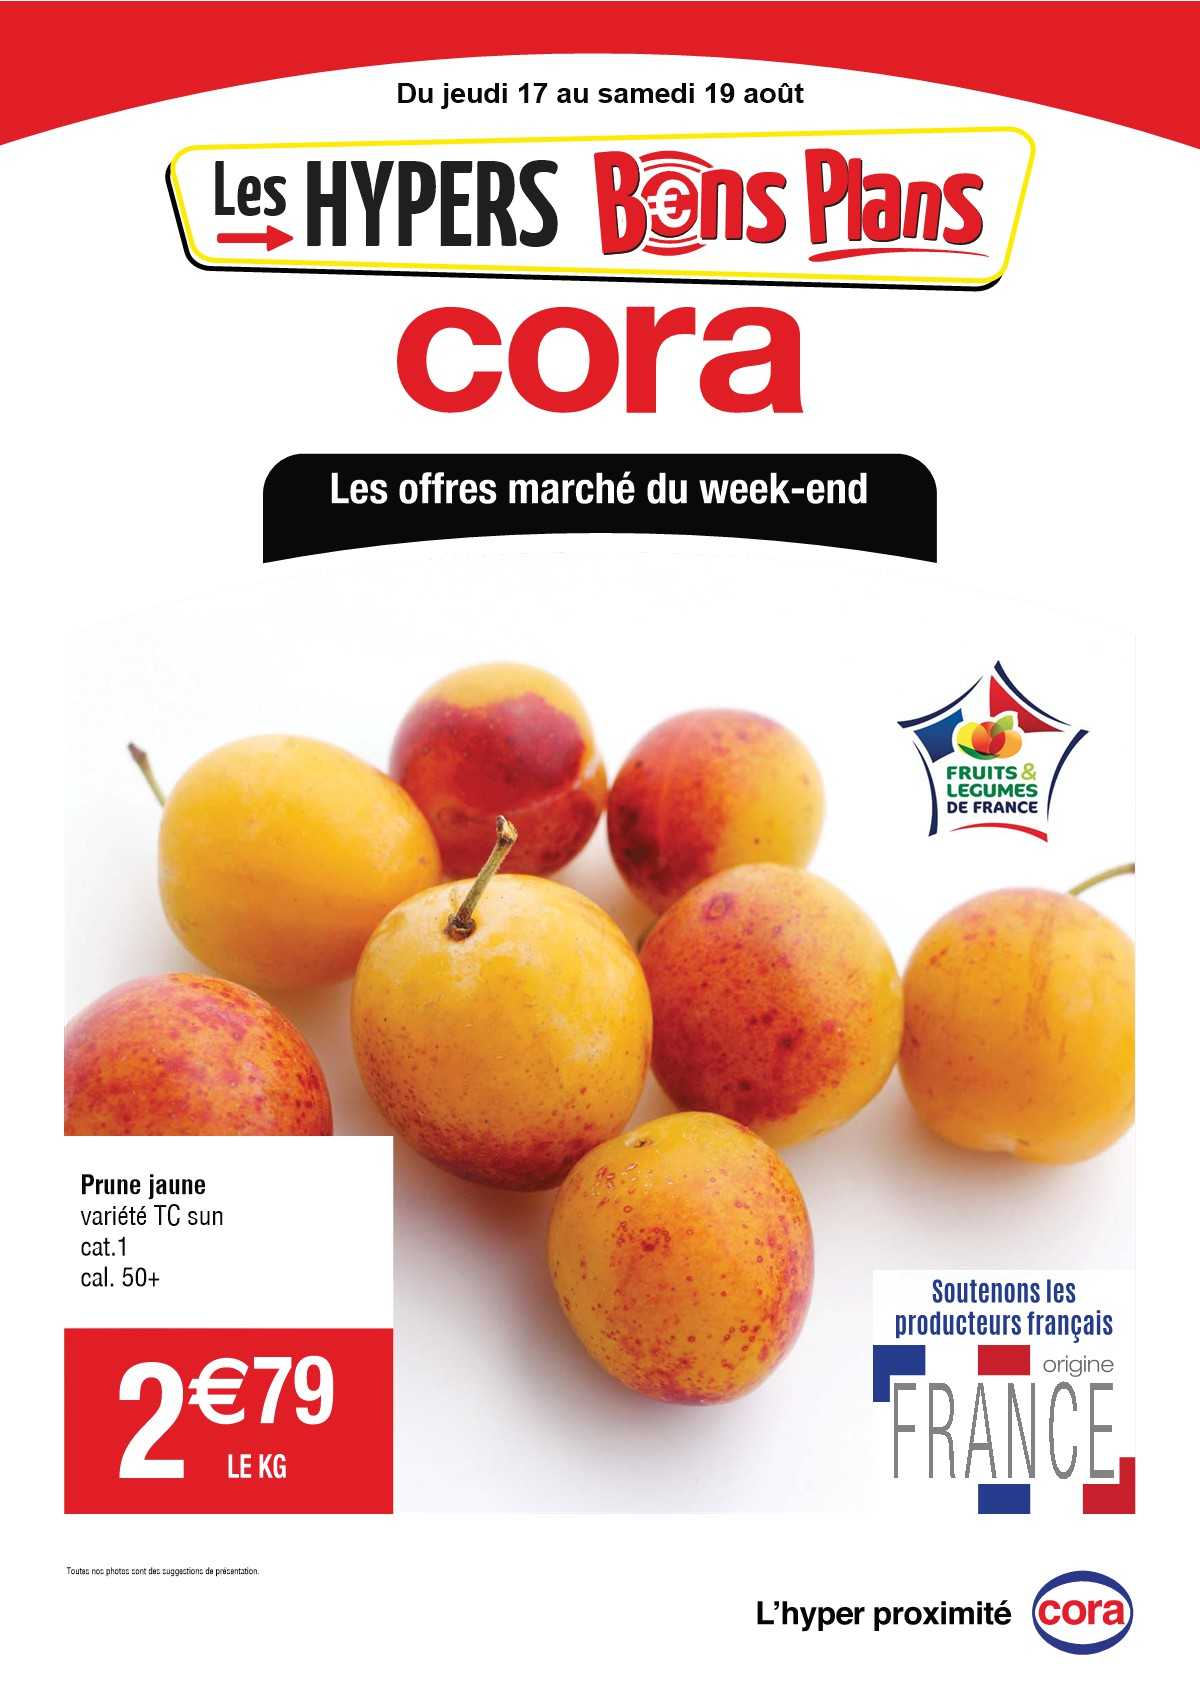 Du jeudi 17 au samedi 19 août
Les HYPERS Bons Plans
cora
Les offres marché du week-end
FRUITS &
LEGUMES
DE FRANCE
Prune jaune
variété TC sun
cat.1
cal. 50+
2€79
LE KG
Soutenons les
producteurs français
origine
FRANCE
Toutes nos photos sont des suggestions de présentation.
L'hyper proximité cora